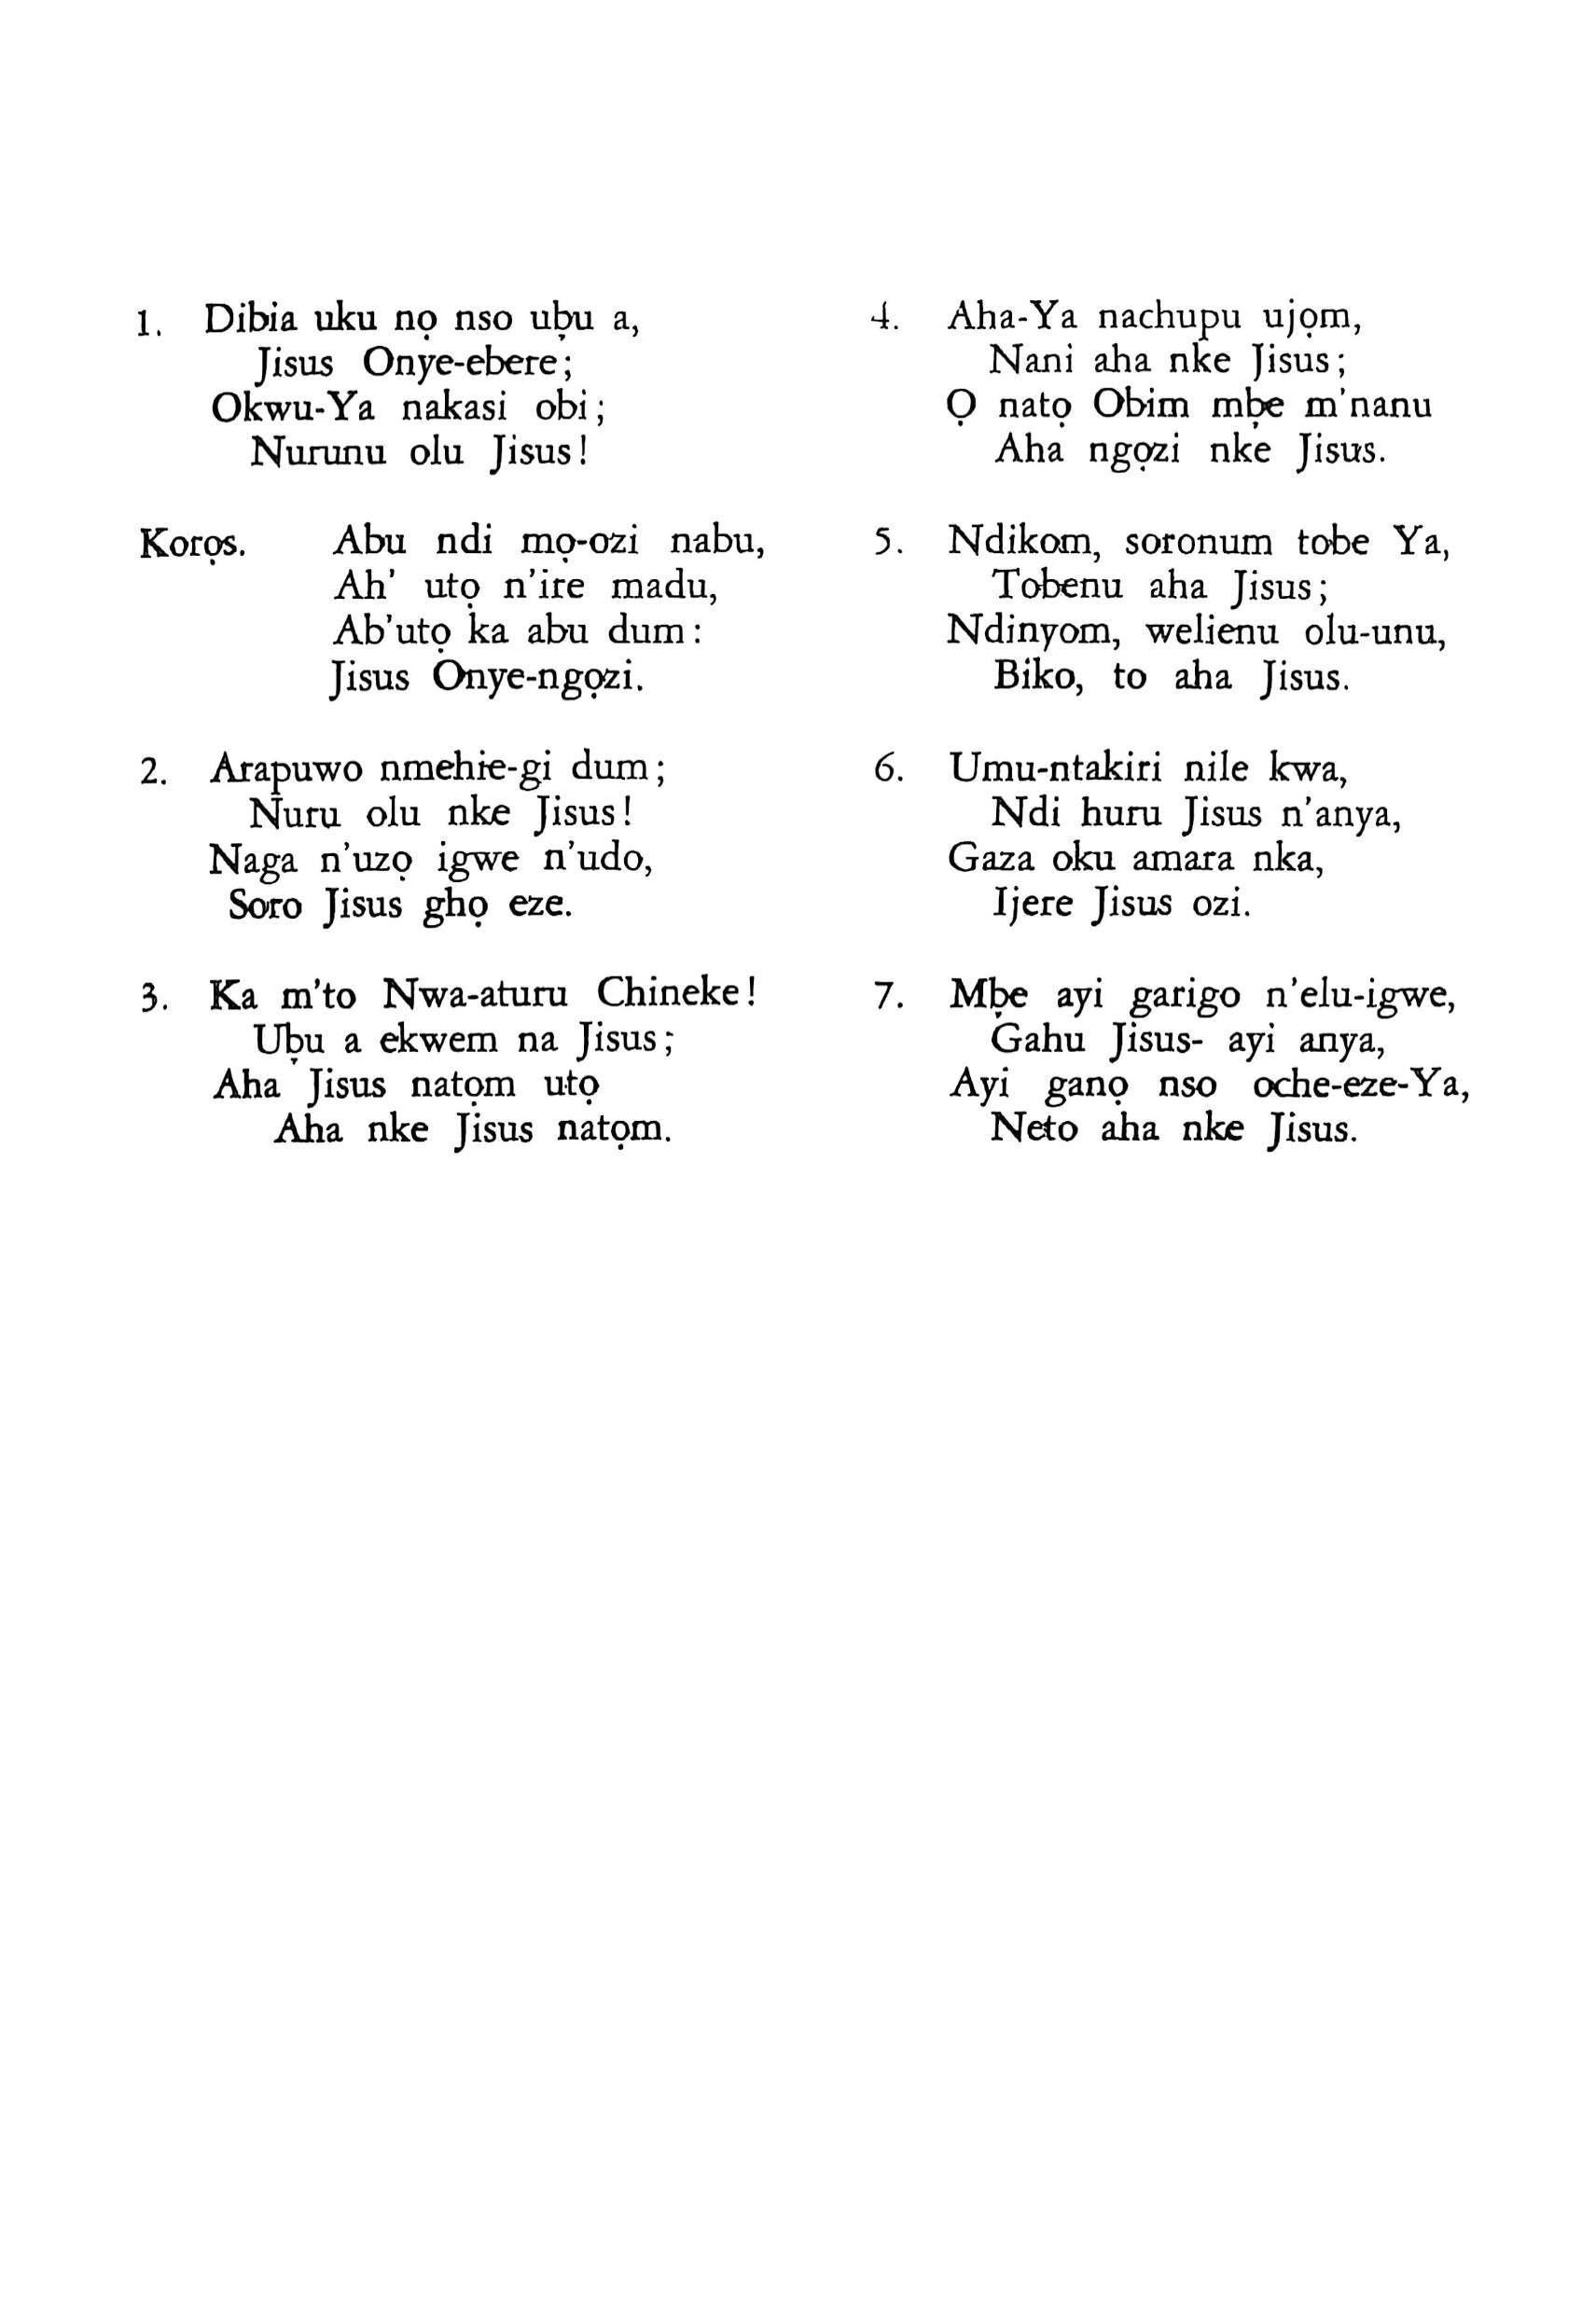 1. Dibia uku nọ nso ubụ a,
Jisus Onye-ebere;
Okwu-Ya nakasi obi;
Nurunu olu Jisus!
Korọs. Abu ndi mọ-ozi nabu,
Ah' utọ n'ire madu,
Ab'utọ ka abu dum:
Jisus Onye-ngọzi.
2. Arapuwo nmehie-gi dum;
Nuru olu nke Jisus!
Naga n'uzọ igwe n'udo,
Soro Jisus ghọ eze.
3. Ka m'to Nwa-aturu Chineke!
Ub̩u a ekwem na Jisus;
Aha Jisus natọm utọ
Aha nke Jisus natọm.
4. Aha-Ya nachupu ujọm,
Nani aha nke Jisus;
Ọ natọ Obim mb̩e m'nanu
Aha ngọzi nke Jisus.
5. Ndikom, soronum tobe Ya,
Tobenu aha Jisus;
Ndinyom, welienu olu-unu,
Biko, to aha Jisus.
6. Umu-ntakiri nile kwa,
Ndi huru Jisus n'anya,
Gaza oku amara nka,
Ijere Jisus ozi.
7. Mb̩e ayi garigo n'elu-igwe,
Gahu Jisus- ayi anya,
Ayi ganọ nso oche-eze-Ya,
Neto aha nke Jisus.